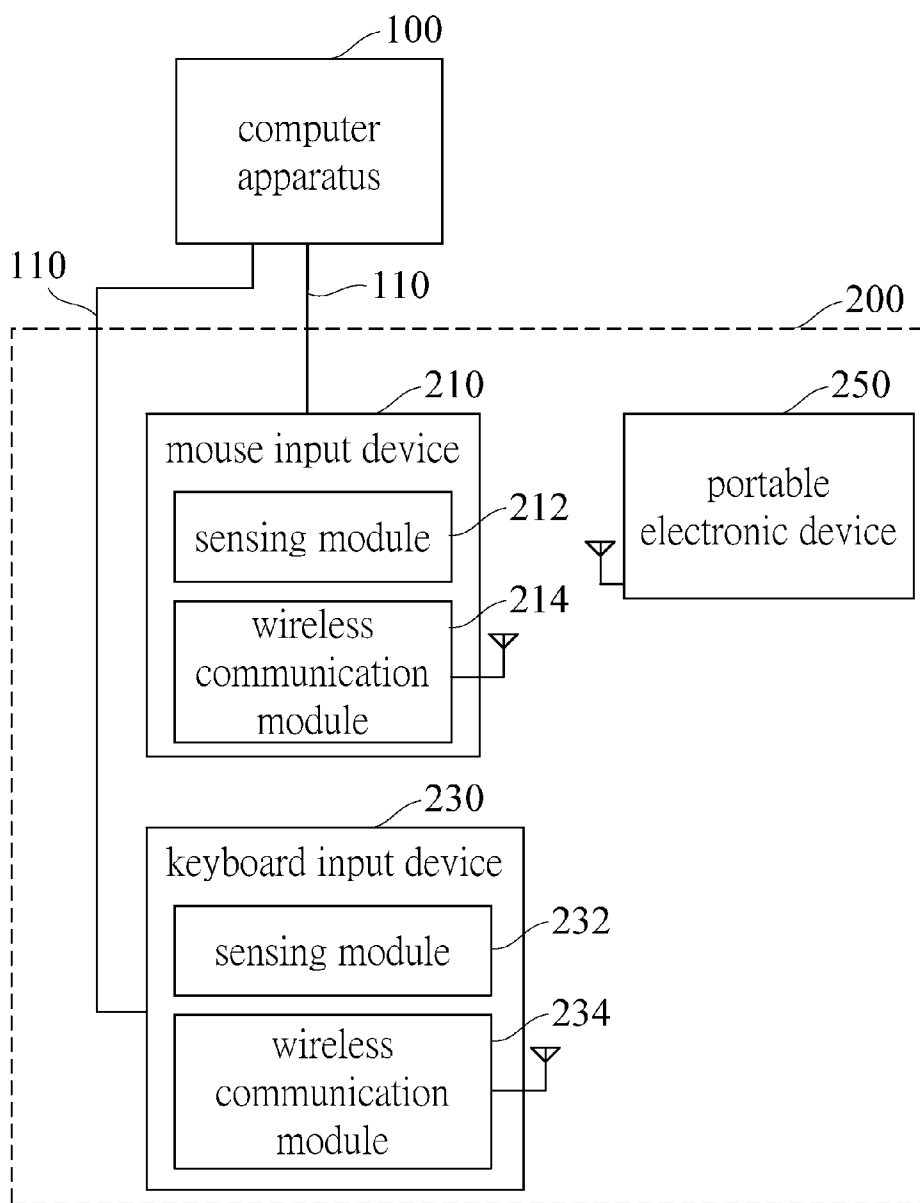 100
computer
apparatus
110
110
200
210
250
mouse input device
portable
electronic device
sensing module
212
wireless
communication
module
214
230
keyboard input device
sensing module
232
wireless
communication
module
234